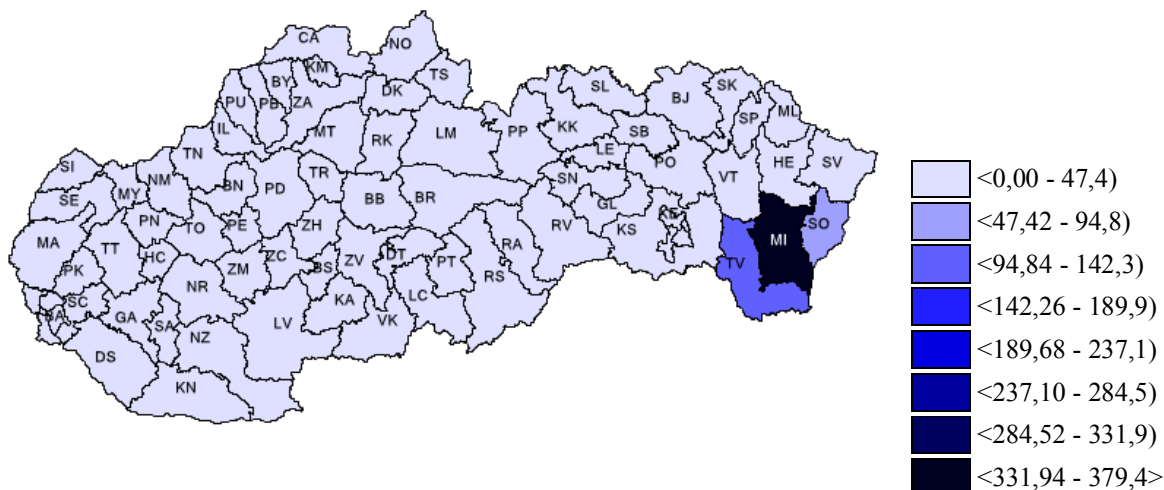 CA
NO
KM
TS
BY
PU
PB
ZA
DK
SL
BJ
SK
ML
SP
IL
MT
RK
LM
PP
KK
SB
LE
PO
HE
SV
TN
VT
SI
NM
BN
PD
TR
SN
MY
SE
BB
BR
GL
PN
TO
PE
ZH
RV
KS
KE
SO
MA
TT
HC
ZM
ZC
BS
ZV
DT
PT
RA
RS
MI
TV
PK
NR
SC
KA
LC
BA
GA
SA
NZ
LV
VK
DS
KN
<0,00 - 47,4)
<47,42 - 94,8)
<94,84 - 142,3)
<142,26 - 189,9)
<189,68 - 237,1)
<237,10 - 284,5)
<284,52 - 331,9)
<331,94 - 379,4>